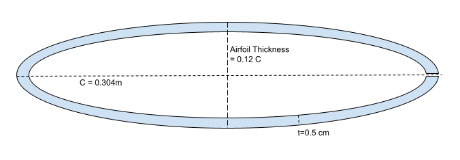 Airfoil Thickness
= 0.12 C
C = 0.304m
t=0.5 cm